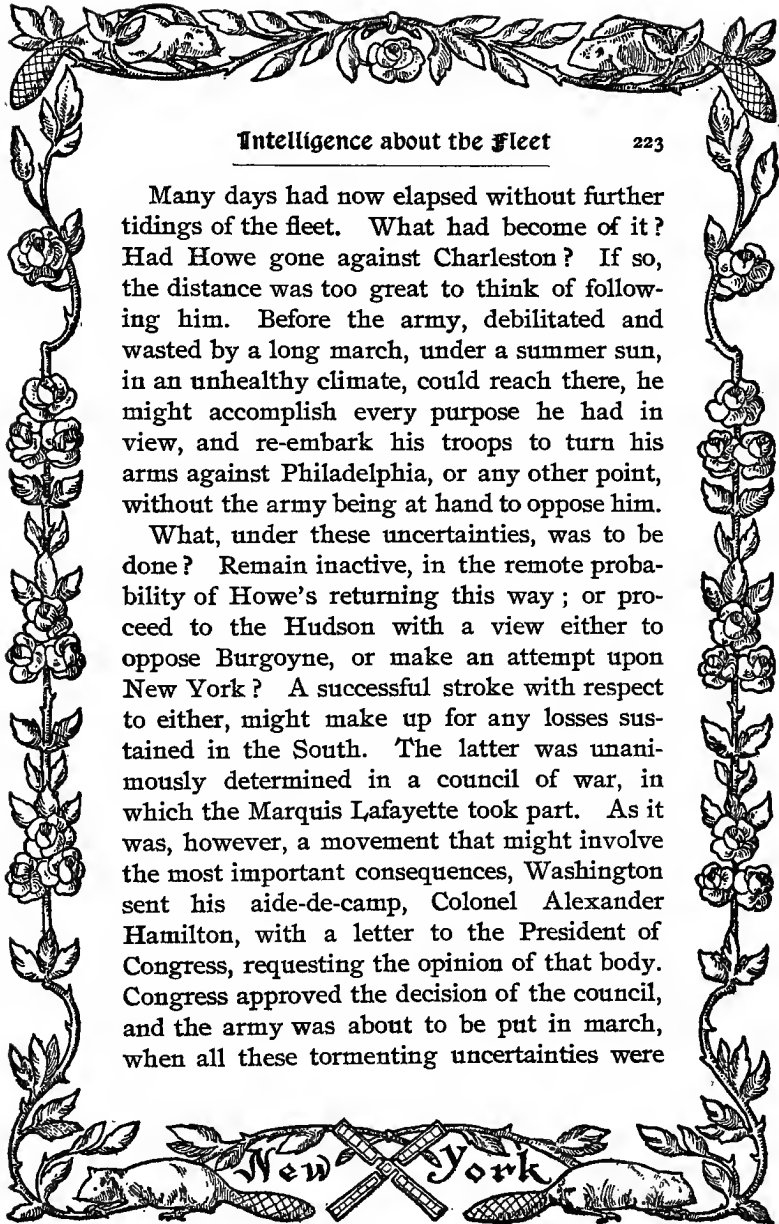 Intelligence about the Fleet 223
Many days had now elapsed without further
tidings of the fleet. What had become of it?
Had Howe gone against Charleston? If so,
the distance was too great to think of follow-
ing him. Before the army, debilitated and
wasted by a long march, under a summer sun,
in an unhealthy climate, could reach there, he
might accomplish every purpose he had in
view, and re-embark his troops to turn his
arms against Philadelphia, or any other point,
without the army being at hand to oppose him.
What, under these uncertainties, was to be
done? Remain inactive, in the remote proba-
bility of Howe's returning this way; or pro-
ceed to the Hudson with a view either to
oppose Burgoyne, or make an attempt upon
New York? A successful stroke with respect
to either, might make up for any losses sus-
tained in the South. The latter was unani-
mously determined in a council of war, in
which the Marquis Lafayette took part. As it
was, however, a movement that might involve
the most important consequences, Washington
sent his aide-de-camp, Colonel Alexander
Hamilton, with a letter to the President of
Congress, requesting the opinion of that body.
Congress approved the decision of the council,
and the army was about to be put in march,
when all these tormenting uncertainties were
New York